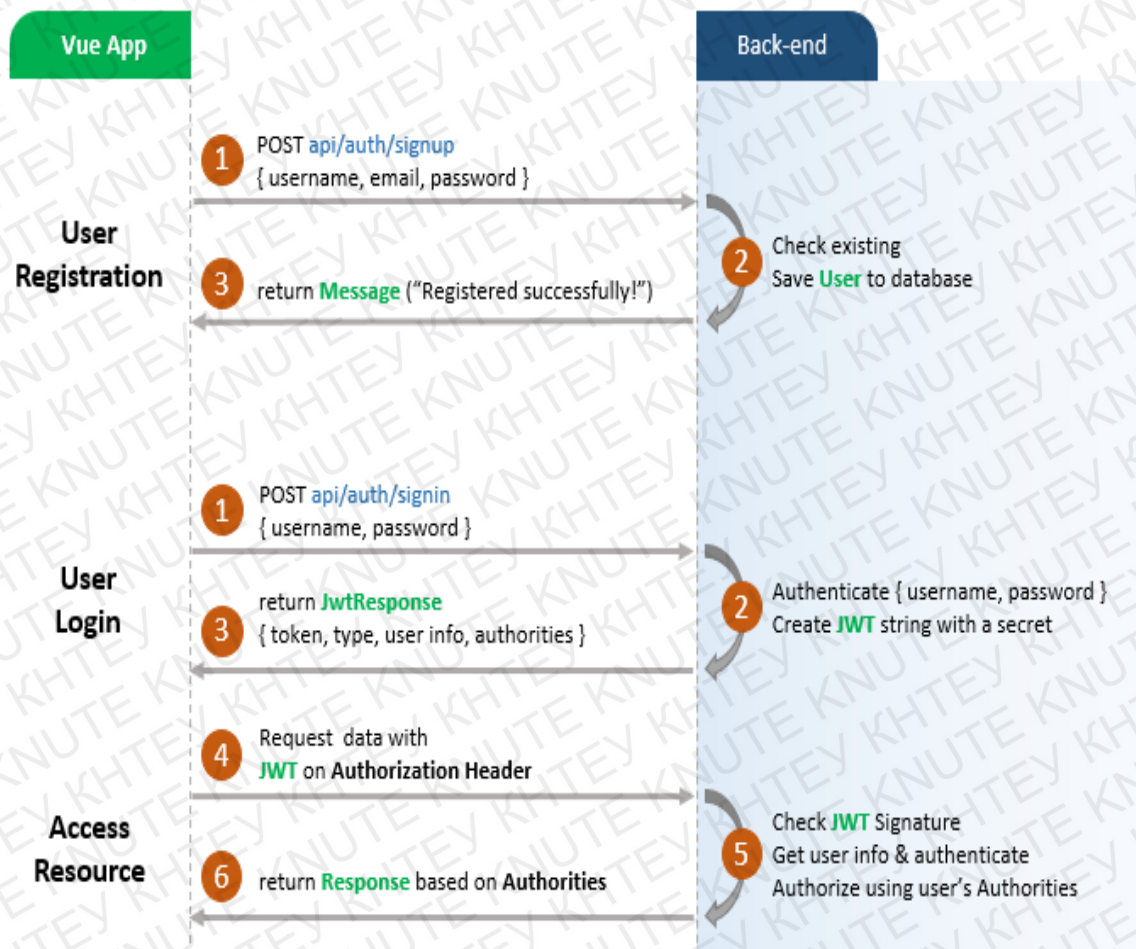 Vue App
Back-end
1
POST api/auth/signup
{ username, email, password }
User
Registration
2
Check existing
Save User to database
3
return Message (“Registered successfully!”)
1
POST api/auth/signin
{ username, password }
User
Login
2
Authenticate { username, password }
Create JWT string with a secret
3
return JwtResponse
{ token, type, user info, authorities }
4
Request data with
JWT on Authorization Header
Access
Resource
5
Check JWT Signature
Get user info & authenticate
Authorize using user’s Authorities
6
return Response based on Authorities
KNUTE КНТЕУ